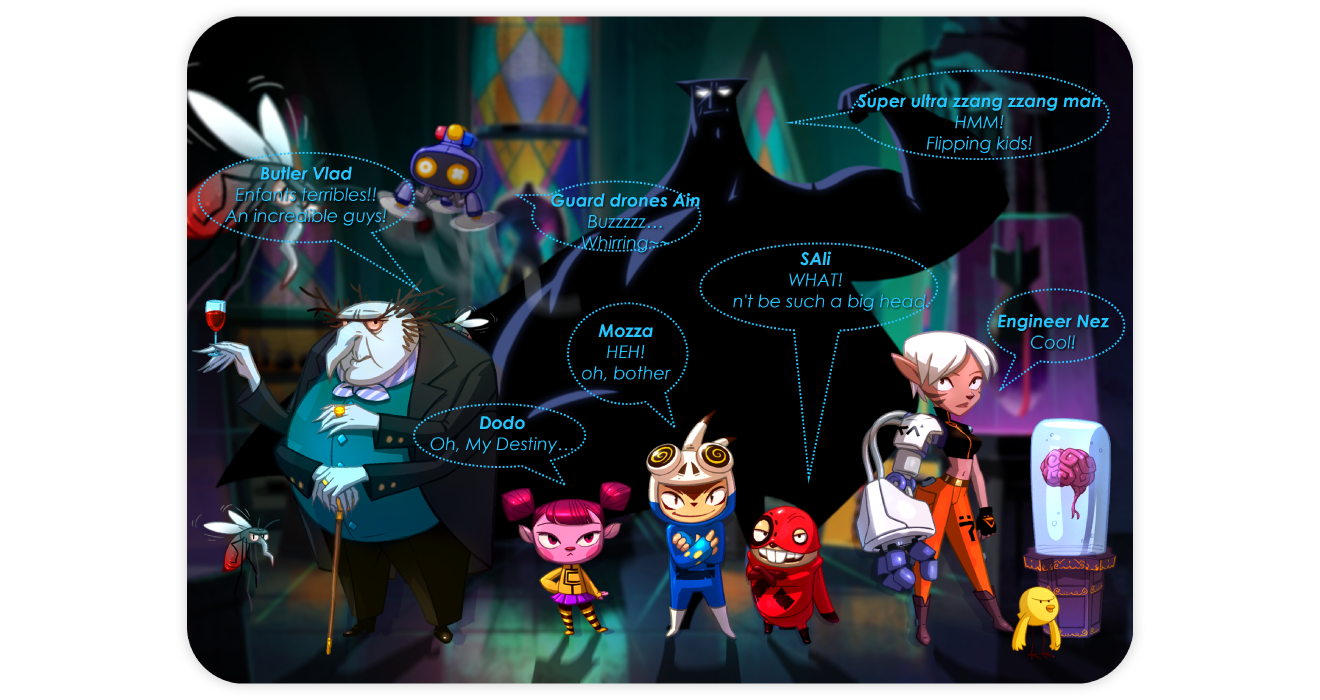 Super ultra zzang zzang man
HMM!
Flipping kids!
Butler Vlad
Enfants terribles!!
An incredible guys!
Guard drones Ain
Buzzzzz...
Whirring~~
SAli
WHAT!
n't be such a big head.
Mozza
HEH!
oh, bother
Engineer Nez
Cool!
Dodo
Oh, My Destiny...